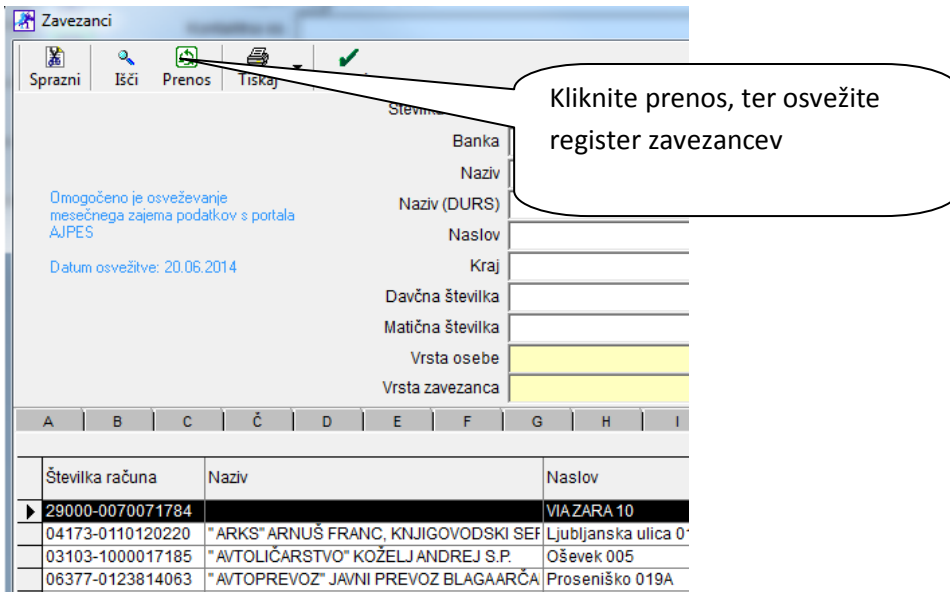 Zavezanci
Sprazni Išči Prenos Tiskaj
Kliknite prenos, ter osvežite
register zavezancev
Banka
Naziv
Omogočeno je osveževanje
mesečnega zajema podatkov s portala
AJPES
Naziv (DURS)
Naslov
Datum osvežitve: 20.06.2014
Kraj
Davčna številka
Matična številka
Vrsta osebe
Vrsta zavezanca
A B C Č D E F G H I
Številka računa Naziv Naslov
29000-0070071784 VIA ZARA 10
04173-0110120220 "ARKS" ARNUŠ FRANC, KNJIGOVODSKI SEF Ljubljanska ulica
03103-1000017185 "AVTOLIČARSTVO" KOŽELJ ANDREJ S.P. Oševek 005
06377-0123814063 "AVTOPREVOZ" JAVNI PREVOZ BLAGAARČA Proseniško 019A